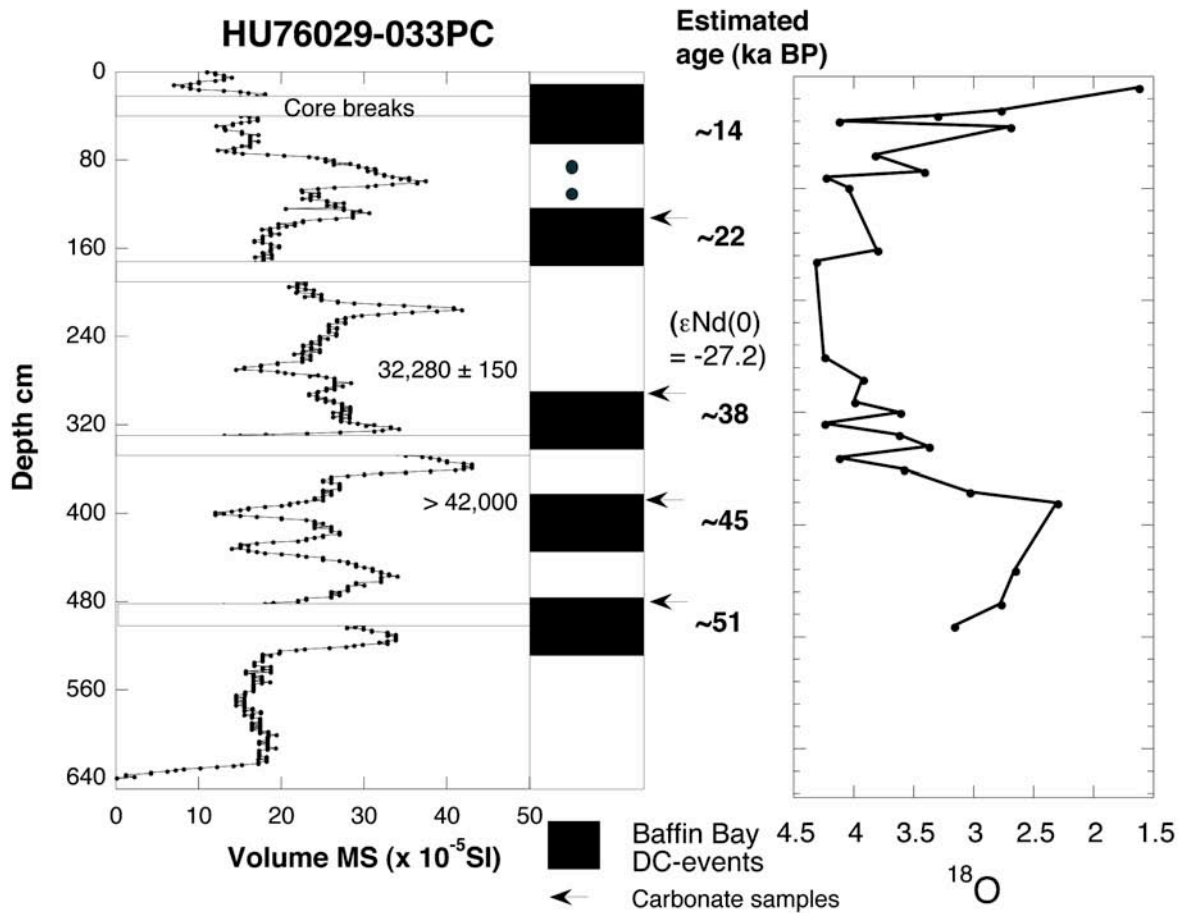 HU76029-033PC
Estimated
age (ka BP)
0
80
160
240
320
400
480
560
640
Depth cm
Core breaks
32,280 ± 150
> 42,000
~14
~22
(εNd(0)
= -27.2)
~38
~45
~51
0 10 20 30 40 50
Volume MS (x 10⁻⁵SI)
Baffin Bay
DC-events
Carbonate samples
4.5 4 3.5 3 2.5 2 1.5
¹⁸O